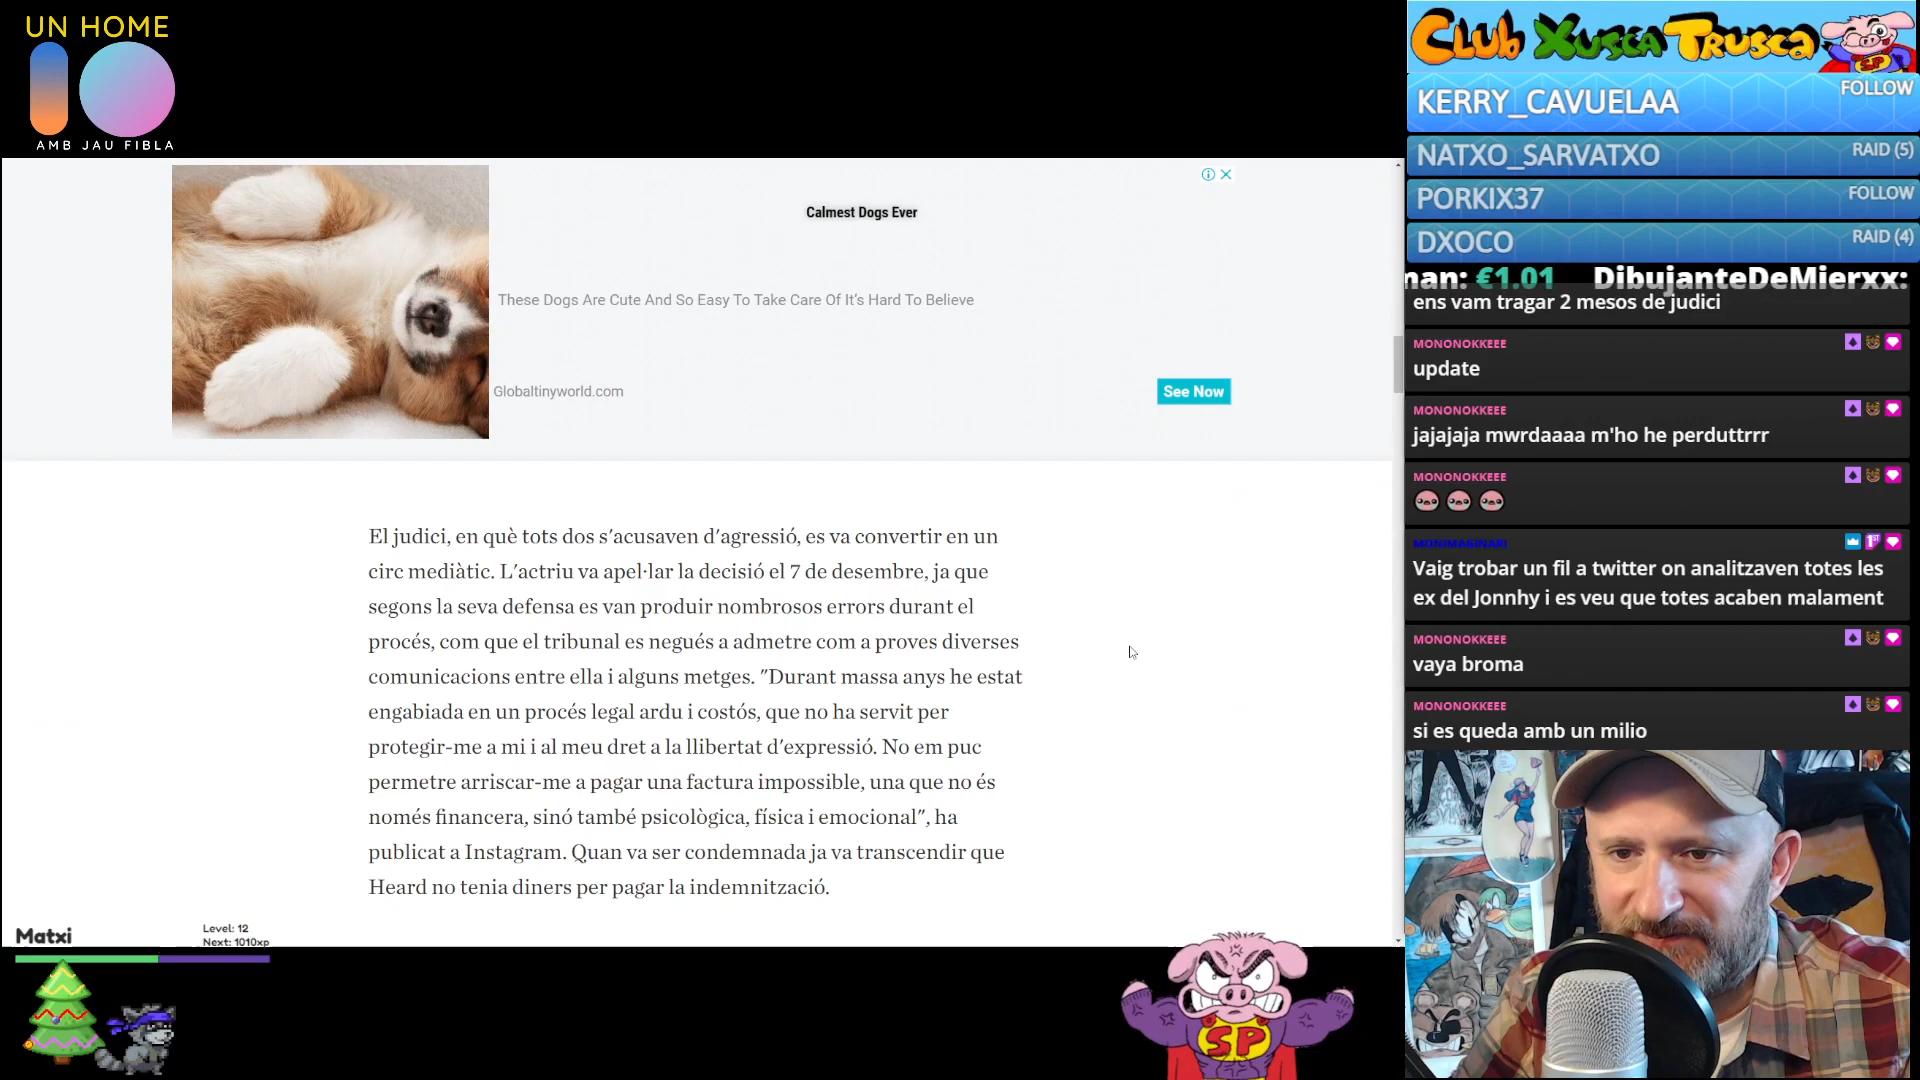 UN HOME
AMB JAU FIBLA
Calmest Dogs Ever
These Dogs Are Cute And So Easy To Take Care Of It's Hard To Believe
Globaltinyworld.com
See Now
El judici, en què tots dos s'acusaven d'agressió, es va convertir en un
circ mediàtic. L'actriu va apel·lar la decisió el 7 de desembre, ja que
segons la seva defensa es van produir nombrosos errors durant el
procés, com que el tribunal es negués a admetre com a proves diverses
comunicacions entre ella i alguns metges. "Durant massa anys he estat
engabiada en un procés legal ardu i costós, que no ha servit per
protegir-me a mi i al meu dret a la llibertat d'expressió. No em puc
permetre arriscar-me a pagar una factura impossible, una que no és
només financera, sinó també psicològica, física i emocional", ha
publicat a Instagram. Quan va ser condemnada ja va transcendir que
Heard no tenia diners per pagar la indemnització.
Matxi
Level: 12
Next: 1010xp
SP
Club Xusca Trusca
SP
KERRY_CAVUELAA FOLLOW
NATXO_SARVATXO RAID (5)
PORKIX37 FOLLOW
DXOCO RAID (4)
man: €1.01 DibujanteDeMierxx:
ens vam tragar 2 mesos de judici
MONONOKKEEE
update
MONONOKKEEE
jajajaja mwrdaaaa m'ho he perduttrrr
MONONOKKEEE
MONIMAGINARI
Vaig trobar un fil a twitter on analitzaven totes les
ex del Jonnhy i es veu que totes acaben malament
MONONOKKEEE
vaya broma
MONONOKKEEE
si es queda amb un milio